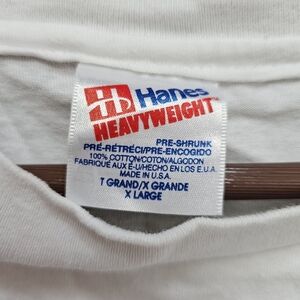 Hanes
HEAVYWEIGHT
PRE-SHRUNK
PRÉ-RÉTRÉCI/PRE-ENCOGIDO
100% COTTON/COTON/ALGODON
FABRIQUÉ AUX É-U/HECHO EN LOS E.U.A.
MADE IN U.S.A.
T GRAND/X GRANDE
X LARGE